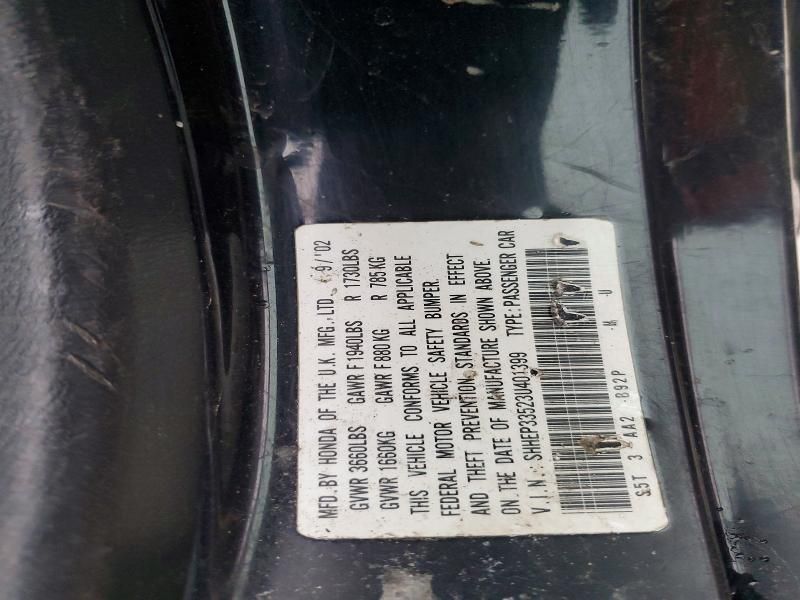 MFD. BY HONDA OF THE U.K. MFG., LTD. 9/'02
GVWR 3660LBS GAWR F 1940LBS R 1730LBS
GVWR 1660KG GAWR F 880KG R 785KG
THIS VEHICLE CONFORMS TO ALL APPLICABLE
FEDERAL MOTOR VEHICLE SAFETY BUMPER,
AND THEFT PREVENTION STANDARDS IN EFFECT
ON THE DATE OF MANUFACTURE SHOWN ABOVE.
V.I.N.: SHHEP33523U401399 TYPE: PASSENGER CAR
S5T 3 AA2 B92P -K -U